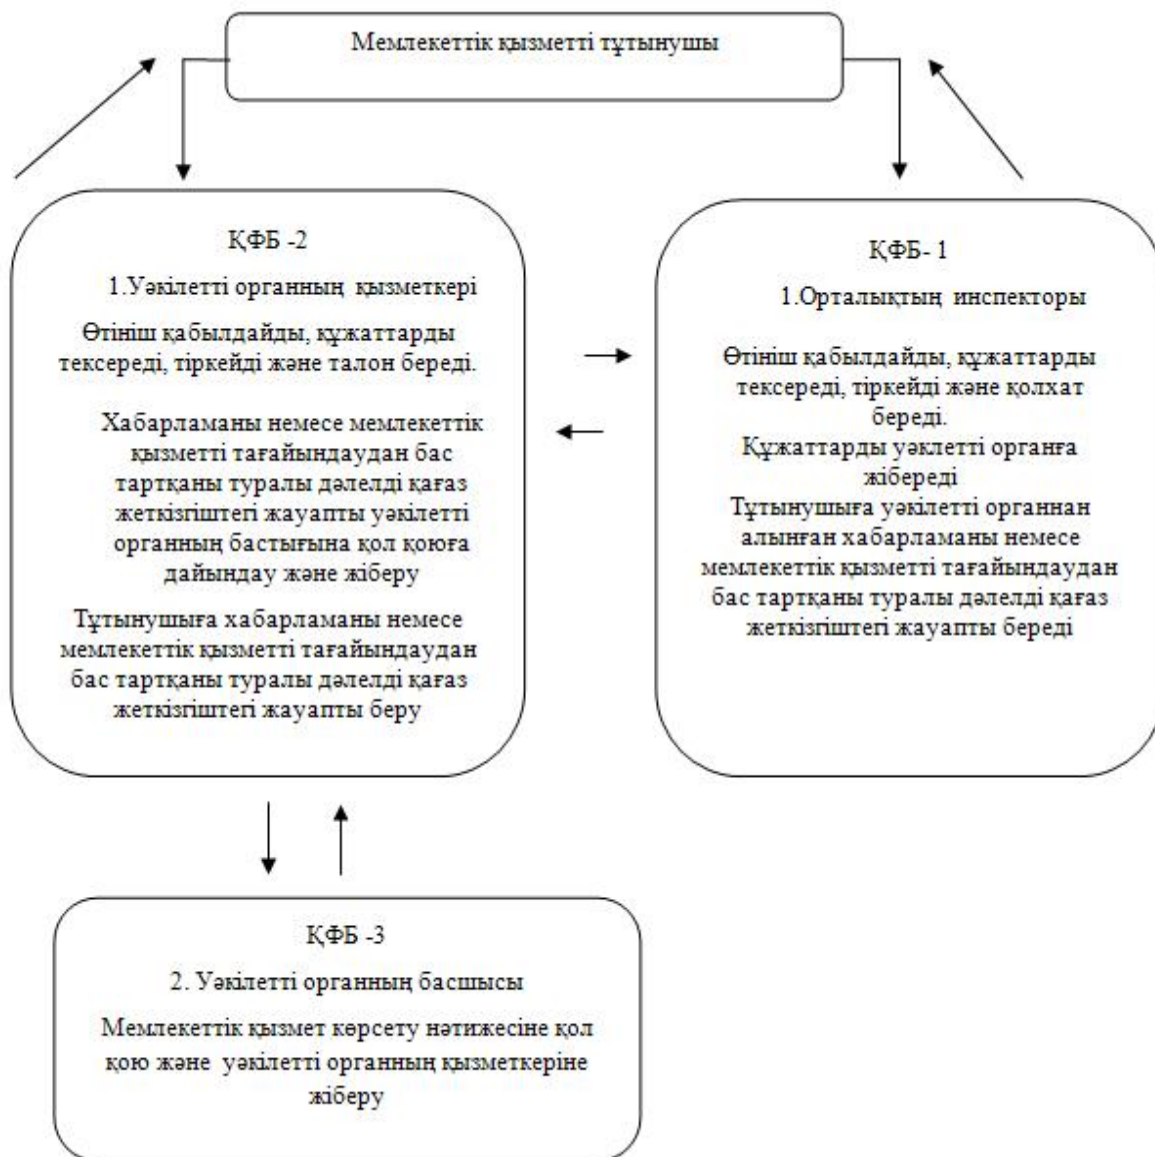 Мемлекеттік қызметті тұтынушы
ҚФБ -2
1.Уәкілетті органның қызметкері
Өтініш қабылдайды, құжаттарды
тексереді, тіркейді және талон береді.
Хабарламаны немесе мемлекеттік
қызметті тағайындаудан бас
тартқаны туралы дәлелді қағаз
жеткізгіштегі жауапты уәкілетті
органның бастығына қол қоюға
дайындау және жіберу
Тұтынушыға хабарламаны немесе
мемлекеттік қызметті тағайындаудан
бас тартқаны туралы дәлелді қағаз
жеткізгіштегі жауапты беру
ҚФБ- 1
1.Орталықтың инспекторы
Өтініш қабылдайды, құжаттарды
тексереді, тіркейді және қолхат
береді.
Құжаттарды уәклетті органға
жібереді
Тұтынушыға уәкілетті органнан
алынған хабарламаны немесе
мемлекеттік қызметті тағайындаудан
бас тартқаны туралы дәлелді қағаз
жеткізгіштегі жауапты береді
ҚФБ -3
2. Уәкілетті органның басшысы
Мемлекеттік қызмет көрсету нәтижесіне қол
қою және уәкілетті органның қызметкеріне
жіберу